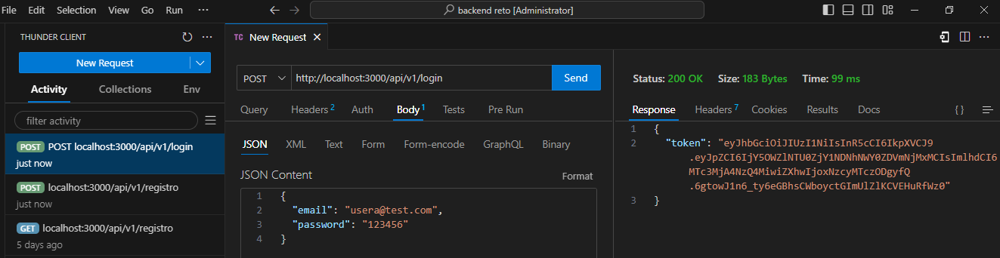 File Edit Go Run ··· backend reto [Administrator]
THUNDER CLIENT
New Request
Activity Collections Env
filter activity
POST POST localhost:3000/api/v1/login
just now
POST localhost:3000/api/v1/registro
just now
GET localhost:3000/api/v1/registro
5 days ago
TC New Request
POST http://localhost:3000/api/v1/login Send
Query Headers 2 Auth Body 1 Tests Pre Run
JSON XML Text Form Form-encode GraphQL Binary
JSON Content Format
1 {
2 "email": "usera@test.com",
3 "password": "123456"
4 }
Status: 200 OK Size: 183 Bytes Time: 99 ms
Response Headers 7 Cookies Results Docs { }
1 {
2 "token": "eyJhbGciOiJIUzI1NiIsInR5cCI6IkpXVCJ9
.eyJpZCI6IjY5OWZlNTU0ZjY1NDNhNWY0ZDVmNjMxMCIsImlhdCI6
MTc3MjA4NzQ4MiwiZXhwIjoxNzcyMTczODgyfQ
.6gtowJ1n6_ty6eGBhsCWboyctGImUlZlKCVEHuRfWz0"
3 }